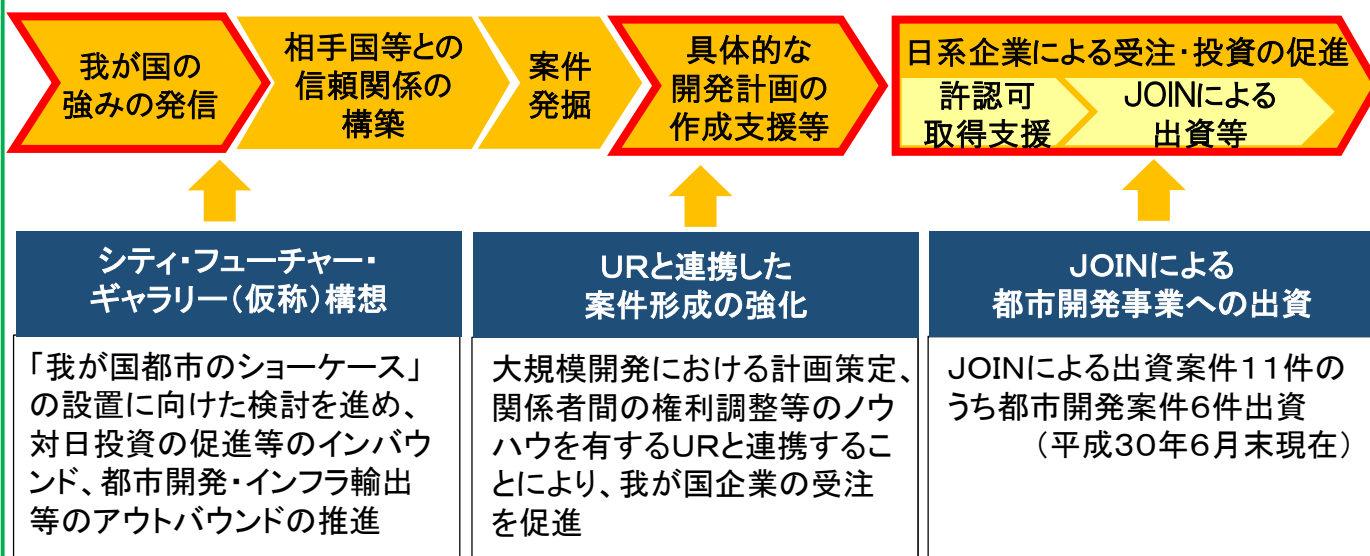 我が国の
強みの発信
相手国等との
信頼関係の
構築
案件
発掘
具体的な
開発計画の
作成支援等
日系企業による受注・投資の促進
許認可
取得支援
JOINによる
出資等
シティ・フューチャー・
ギャラリー(仮称)構想
「我が国都市のショーケース」
の設置に向けた検討を進め、
対日投資の促進等のインバウ
ンド、都市開発・インフラ輸出
等のアウトバウンドの推進
URと連携した
案件形成の強化
大規模開発における計画策定、
関係者間の権利調整等のノウ
ハウを有するURと連携するこ
とにより、我が国企業の受注
を促進
JOINによる
都市開発事業への出資
JOINによる出資案件11件の
うち都市開発案件6件出資
(平成30年6月末現在)